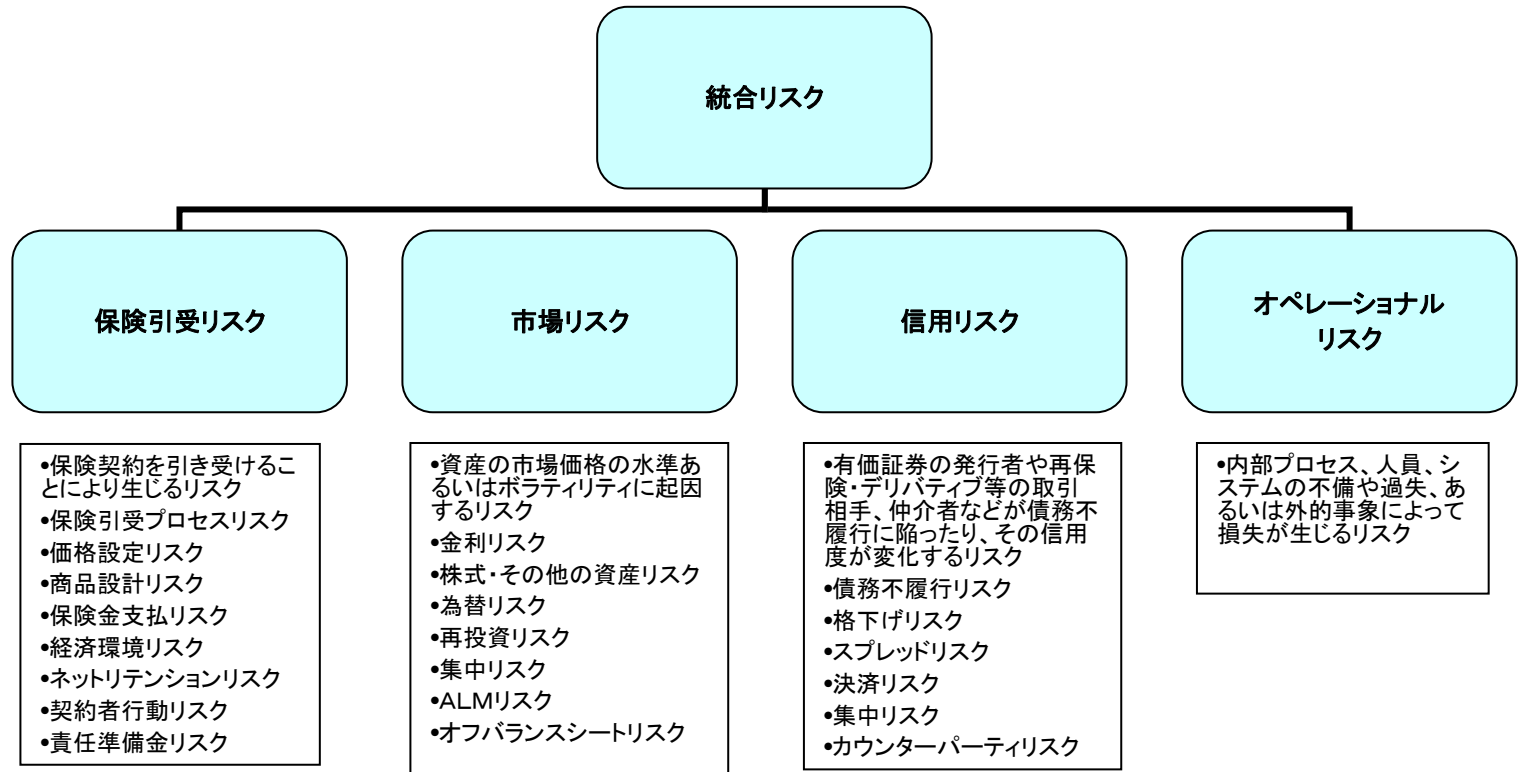 統合リスク
保険引受リスク
市場リスク
信用リスク
オペレーショナル
リスク
•保険契約を引き受けるこ
とにより生じるリスク
•保険引受プロセスリスク
•価格設定リスク
•商品設計リスク
•保険金支払リスク
•経済環境リスク
•ネットリテンションリスク
•契約者行動リスク
•責任準備金リスク
•資産の市場価格の水準あ
るいはボラティリティに起因
するリスク
•金利リスク
•株式・その他の資産リスク
•為替リスク
•再投資リスク
•集中リスク
•ALMリスク
•オフバランスシートリスク
•有価証券の発行者や再保
険・デリバティブ等の取引
相手、仲介者などが債務不
履行に陥ったり、その信用
度が変化するリスク
•債務不履行リスク
•格下げリスク
•スプレッドリスク
•決済リスク
•集中リスク
•カウンターパーティリスク
•内部プロセス、人員、シ
ステムの不備や過失、あ
るいは外的事象によって
損失が生じるリスク